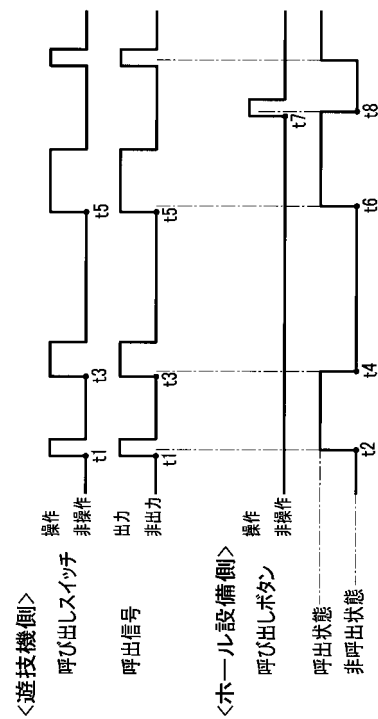 <遊技機側>
操作
呼び出しスイッチ
非操作
t1 t3 t5
出力
呼出信号
非出力
t1 t3 t5
<ホール設備側>
操作
呼び出しボタン
非操作
t7
呼出状態
非呼出状態
t2 t4 t6 t8